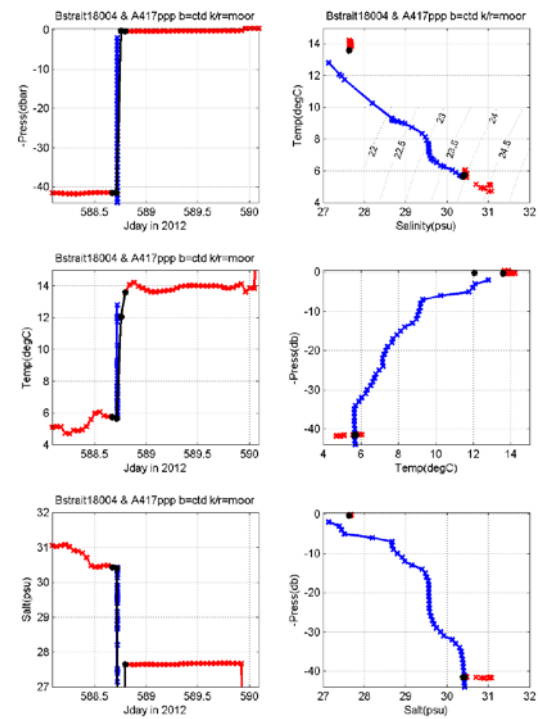 Bstrait18004 & A417ppp b=ctd k/r=moor
-Press(dbar)
0
-10
-20
-30
-40
588.5 589 589.5 590
Jday in 2012
Temp(degC)
14
12
10
8
6
4
22 22.5 23 23.5 24 24.5
27 28 29 30 31 32
Salinity(psu)
Bstrait18004 & A417ppp b=ctd k/r=moor
Temp(degC)
14
12
10
8
6
4
588.5 589 589.5 590
Jday in 2012
-Press(db)
0
-10
-20
-30
-40
4 6 8 10 12 14
Temp(degC)
Bstrait18004 & A417ppp b=ctd k/r=moor
Salt(psu)
32
31
30
29
28
27
588.5 589 589.5 590
Jday in 2012
-Press(db)
0
-10
-20
-30
-40
27 28 29 30 31 32
Salt(psu)